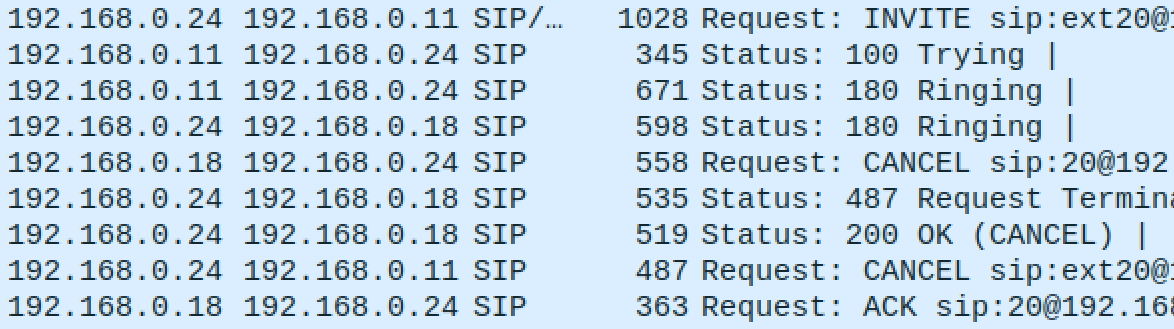 192.168.0.24 192.168.0.11 SIP/… 1028 Request: INVITE sip:ext20@
192.168.0.11 192.168.0.24 SIP 345 Status: 100 Trying |
192.168.0.11 192.168.0.24 SIP 671 Status: 180 Ringing |
192.168.0.24 192.168.0.18 SIP 598 Status: 180 Ringing |
192.168.0.18 192.168.0.24 SIP 558 Request: CANCEL sip:20@192
192.168.0.24 192.168.0.18 SIP 535 Status: 487 Request Termin
192.168.0.24 192.168.0.18 SIP 519 Status: 200 OK (CANCEL) |
192.168.0.24 192.168.0.11 SIP 487 Request: CANCEL sip:ext20@
192.168.0.18 192.168.0.24 SIP 363 Request: ACK sip:20@192.16